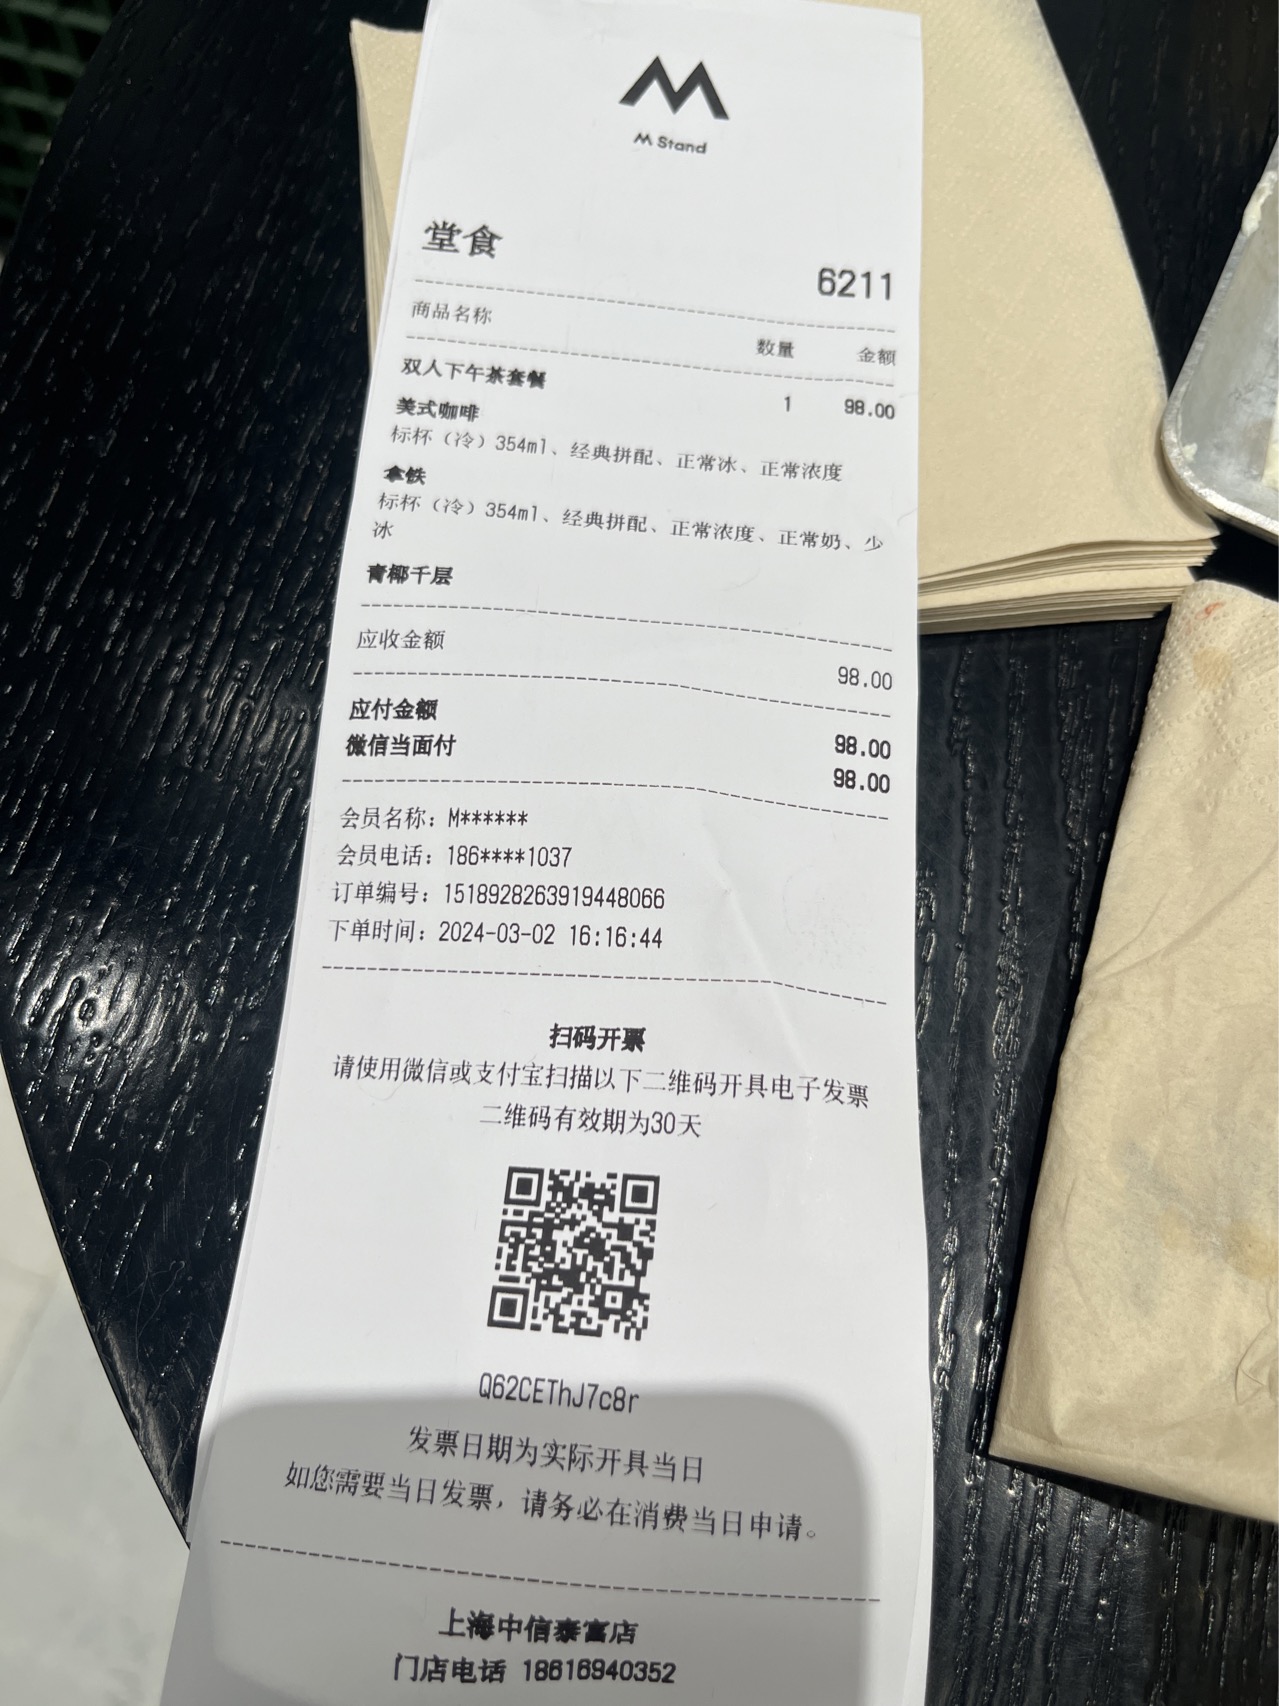 M Stand
堂食
6211
商品名称 数量 金额
双人下午茶套餐 1 98.00
美式咖啡
标杯（冷）354ml、经典拼配、正常冰、正常浓度
拿铁
标杯（冷）354ml、经典拼配、正常浓度、正常奶、少
冰
青椰千层
应收金额 98.00
应付金额 98.00
微信当面付 98.00
会员名称：M******
会员电话：186****1037
订单编号：1518928263919448066
下单时间：2024-03-02 16:16:44
扫码开票
请使用微信或支付宝扫描以下二维码开具电子发票
二维码有效期为30天
Q62CEThJ7c8r
发票日期为实际开具当日
如您需要当日发票，请务必在消费当日申请。
上海中信泰富店
门店电话 18616940352